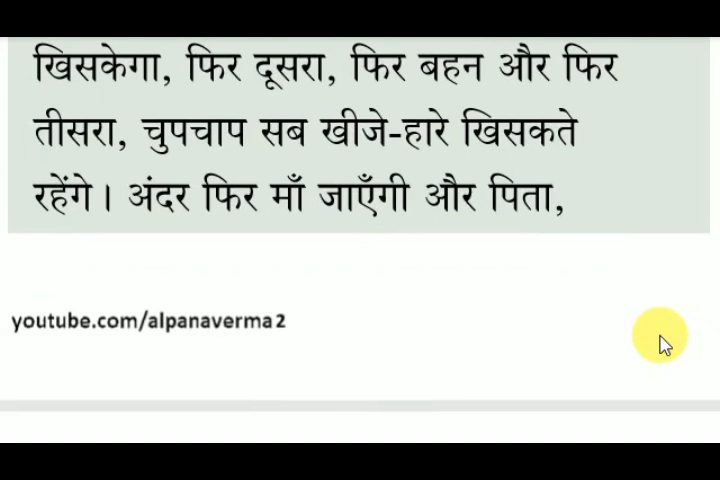 खिसकेगा, फिर दूसरा, फिर बहन और फिर
तीसरा, चुपचाप सब खीजे-हारे खिसकते
रहेंगे। अंदर फिर माँ जाएँगी और पिता,
youtube.com/alpanaverma2